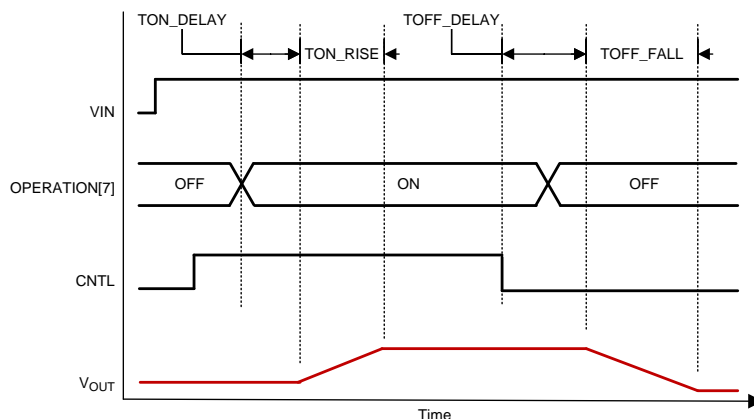 TON_DELAY
TOFF_DELAY
TON_RISE
TOFF_FALL
VIN
OPERATION[7]
OFF
ON
OFF
CNTL
VOUT
Time